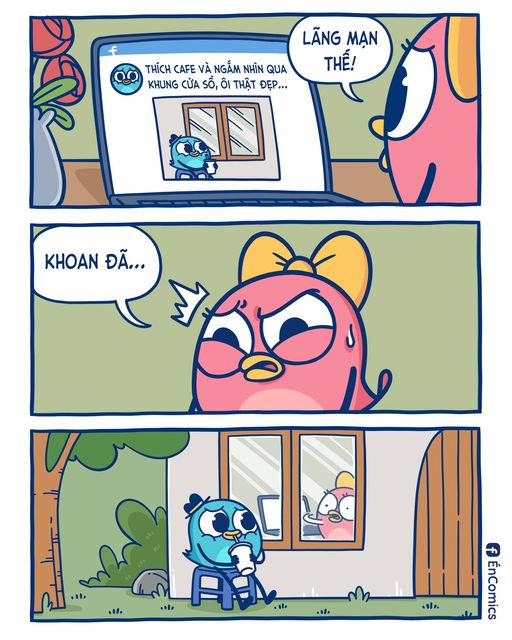 f
THÍCH CAFE VÀ NGẮM NHÌN QUA
KHUNG CỬA SỔ, ÔI THẬT ĐẸP...
LÃNG MẠN
THẾ!
KHOAN ĐÃ...
f ÉnComics